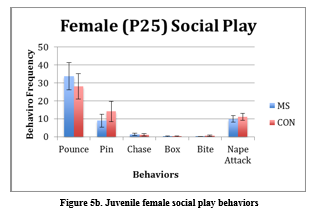 Female (P25) Social Play
Behaviro Frequency
50
40
30
20
10
0
Pounce Pin Chase Box Bite Nape
Attack
MS
CON
Behaviors
Figure 5b. Juvenile female social play behaviors